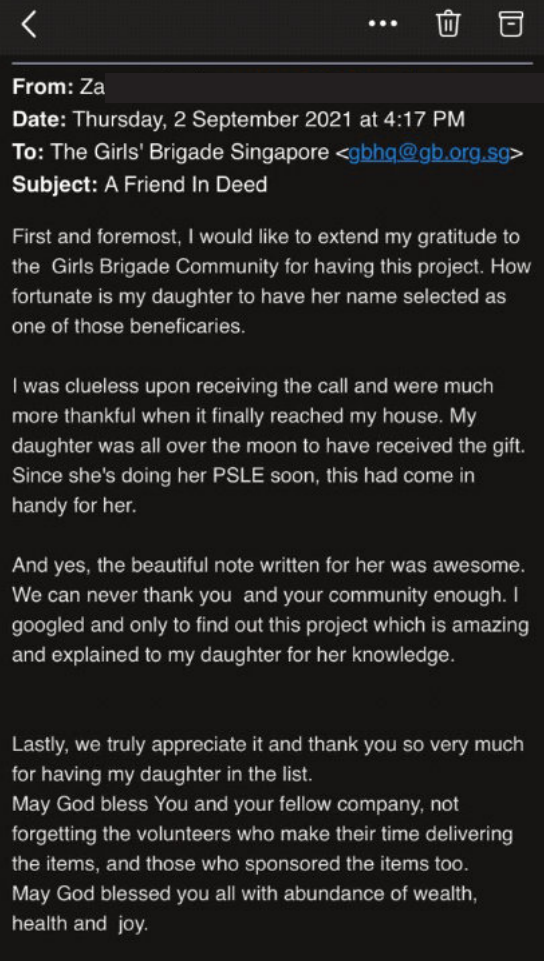 From: Za
Date: Thursday, 2 September 2021 at 4:17 PM
To: The Girls' Brigade Singapore <gbhq@gb.org.sg>
Subject: A Friend In Deed
First and foremost, I would like to extend my gratitude to
the  Girls Brigade Community for having this project. How
fortunate is my daughter to have her name selected as
one of those beneficaries.
I was clueless upon receiving the call and were much
more thankful when it finally reached my house. My
daughter was all over the moon to have received the gift.
Since she's doing her PSLE soon, this had come in
handy for her.
And yes, the beautiful note written for her was awesome.
We can never thank you  and your community enough. I
googled and only to find out this project which is amazing
and explained to my daughter for her knowledge.
Lastly, we truly appreciate it and thank you so very much
for having my daughter in the list.
May God bless You and your fellow company, not
forgetting the volunteers who make their time delivering
the items, and those who sponsored the items too.
May God blessed you all with abundance of wealth,
health and  joy.